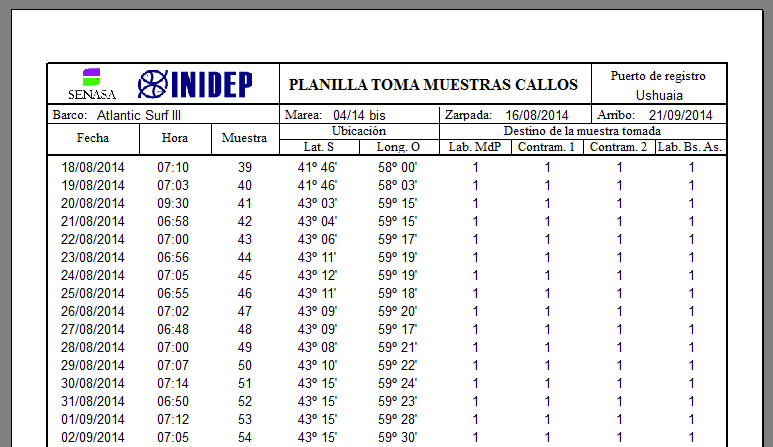 SENASA INIDEP PLANILLA TOMA MUESTRAS CALLOS Puerto de registro
Ushuaia
Barco: Atlantic Surf III Marea: 04/14 bis Zarpada: 16/08/2014 Arribo: 21/09/2014
Fecha Hora Muestra Ubicación Destino de la muestra tomada
Lat. S Long. O Lab. MdP Contram. 1 Contram. 2 Lab. Bs. As.
18/08/2014 07:10 39 41º 46' 58º 00' 1 1 1 1
19/08/2014 07:03 40 41º 46' 58º 03' 1 1 1 1
20/08/2014 09:30 41 43º 03' 59º 15' 1 1 1 1
21/08/2014 06:58 42 43º 04' 59º 15' 1 1 1 1
22/08/2014 07:00 43 43º 06' 59º 17' 1 1 1 1
23/08/2014 06:56 44 43º 11' 59º 19' 1 1 1 1
24/08/2014 07:05 45 43º 12' 59º 19' 1 1 1 1
25/08/2014 06:55 46 43º 11' 59º 18' 1 1 1 1
26/08/2014 07:02 47 43º 09' 59º 20' 1 1 1 1
27/08/2014 06:48 48 43º 09' 59º 17' 1 1 1 1
28/08/2014 07:00 49 43º 08' 59º 21' 1 1 1 1
29/08/2014 07:07 50 43º 10' 59º 22' 1 1 1 1
30/08/2014 07:14 51 43º 15' 59º 24' 1 1 1 1
31/08/2014 06:50 52 43º 15' 59º 23' 1 1 1 1
01/09/2014 07:12 53 43º 15' 59º 28' 1 1 1 1
02/09/2014 07:05 54 43º 15' 59º 30' 1 1 1 1